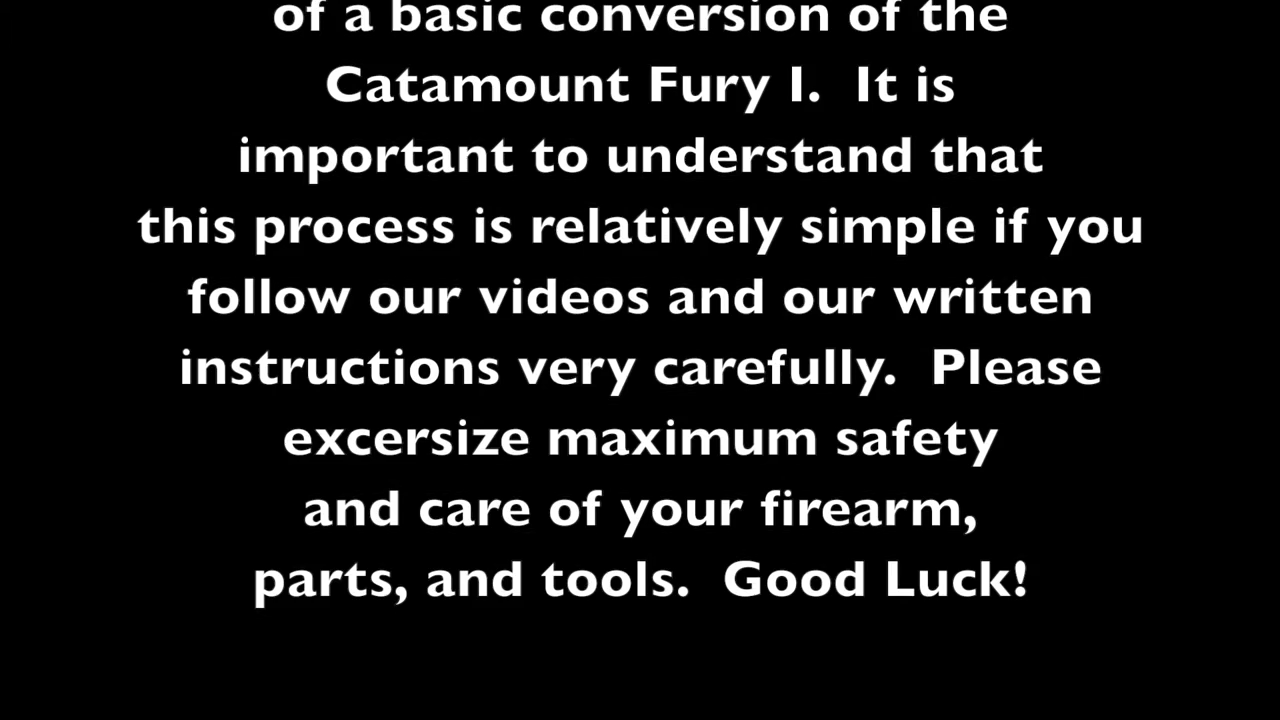 of a basic conversion of the
Catamount Fury I.  It is
important to understand that
this process is relatively simple if you
follow our videos and our written
instructions very carefully.  Please
excersize maximum safety
and care of your firearm,
parts, and tools.  Good Luck!